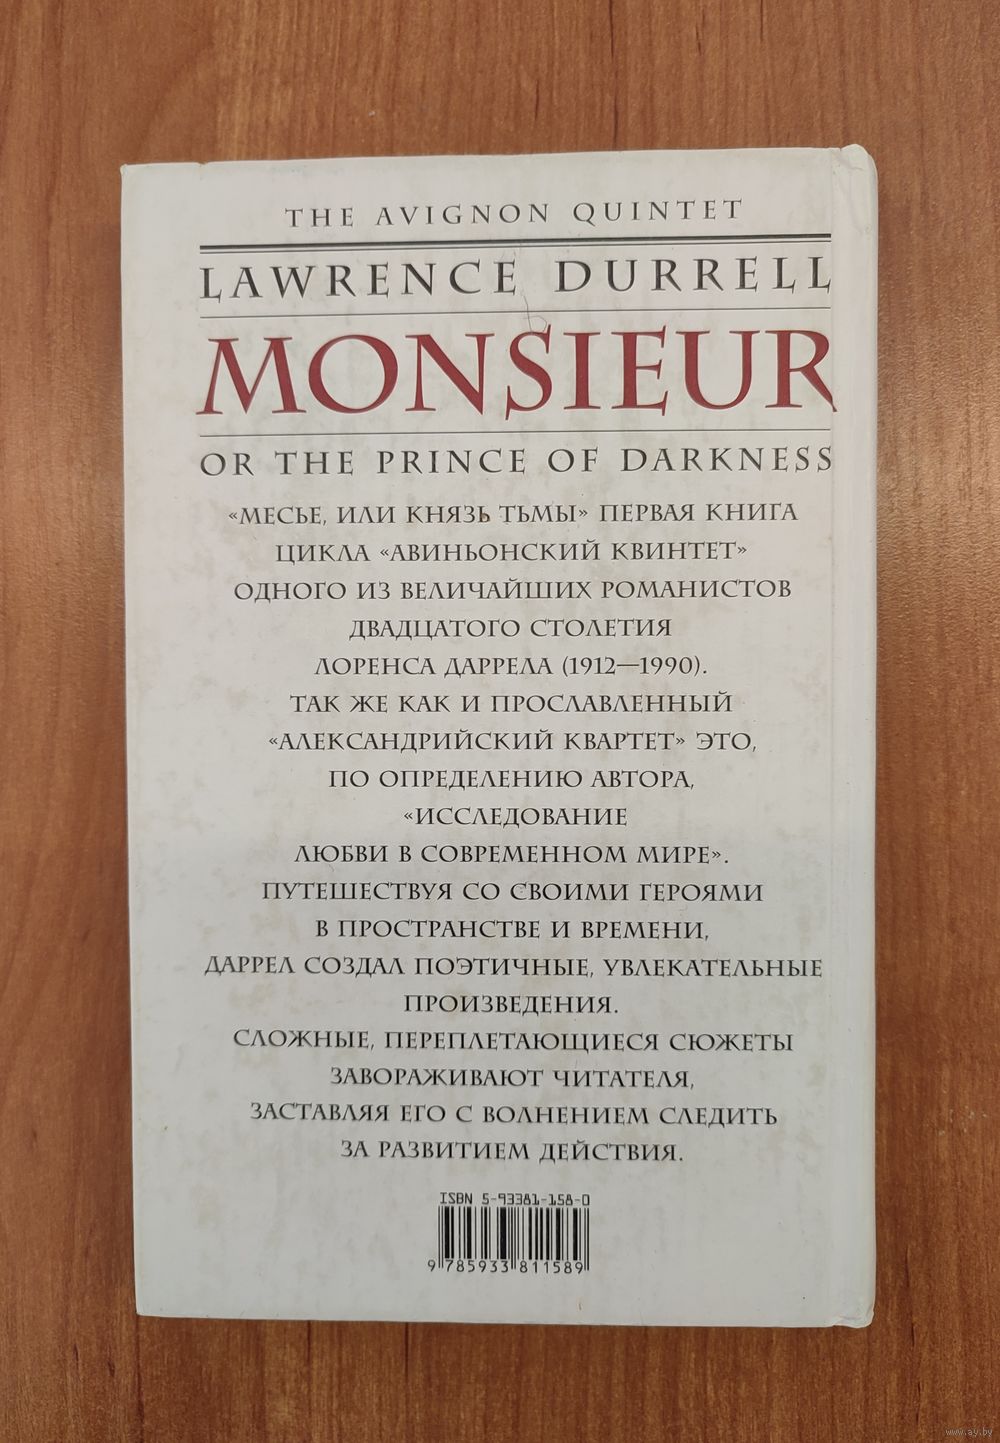 THE AVIGNON QUINTET
LAWRENCE DURRELL
MONSIEUR
OR THE PRINCE OF DARKNESS
«МЕСЬЕ, ИЛИ КНЯЗЬ ТЬМЫ» ПЕРВАЯ КНИГА
ЦИКЛА «АВИНЬОНСКИЙ КВИНТЕТ»
ОДНОГО ИЗ ВЕЛИЧАЙШИХ РОМАНИСТОВ
ДВАДЦАТОГО СТОЛЕТИЯ
ЛОРЕНСА ДАРРЕЛА (1912—1990).
ТАК ЖЕ КАК И ПРОСЛАВЛЕННЫЙ
«АЛЕКСАНДРИЙСКИЙ КВАРТЕТ» ЭТО,
ПО ОПРЕДЕЛЕНИЮ АВТОРА,
«ИССЛЕДОВАНИЕ
ЛЮБВИ В СОВРЕМЕННОМ МИРЕ».
ПУТЕШЕСТВУЯ СО СВОИМИ ГЕРОЯМИ
В ПРОСТРАНСТВЕ И ВРЕМЕНИ,
ДАРРЕЛ СОЗДАЛ ПОЭТИЧНЫЕ, УВЛЕКАТЕЛЬНЫЕ
ПРОИЗВЕДЕНИЯ.
СЛОЖНЫЕ, ПЕРЕПЛЕТАЮЩИЕСЯ СЮЖЕТЫ
ЗАВОРАЖИВАЮТ ЧИТАТЕЛЯ,
ЗАСТАВЛЯЯ ЕГО С ВОЛНЕНИЕМ СЛЕДИТЬ
ЗА РАЗВИТИЕМ ДЕЙСТВИЯ.
ISBN 5-93381-158-0
9 785933 811589
www.ay.by